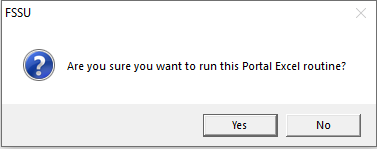 FSSU
Are you sure you want to run this Portal Excel routine?
Yes
No